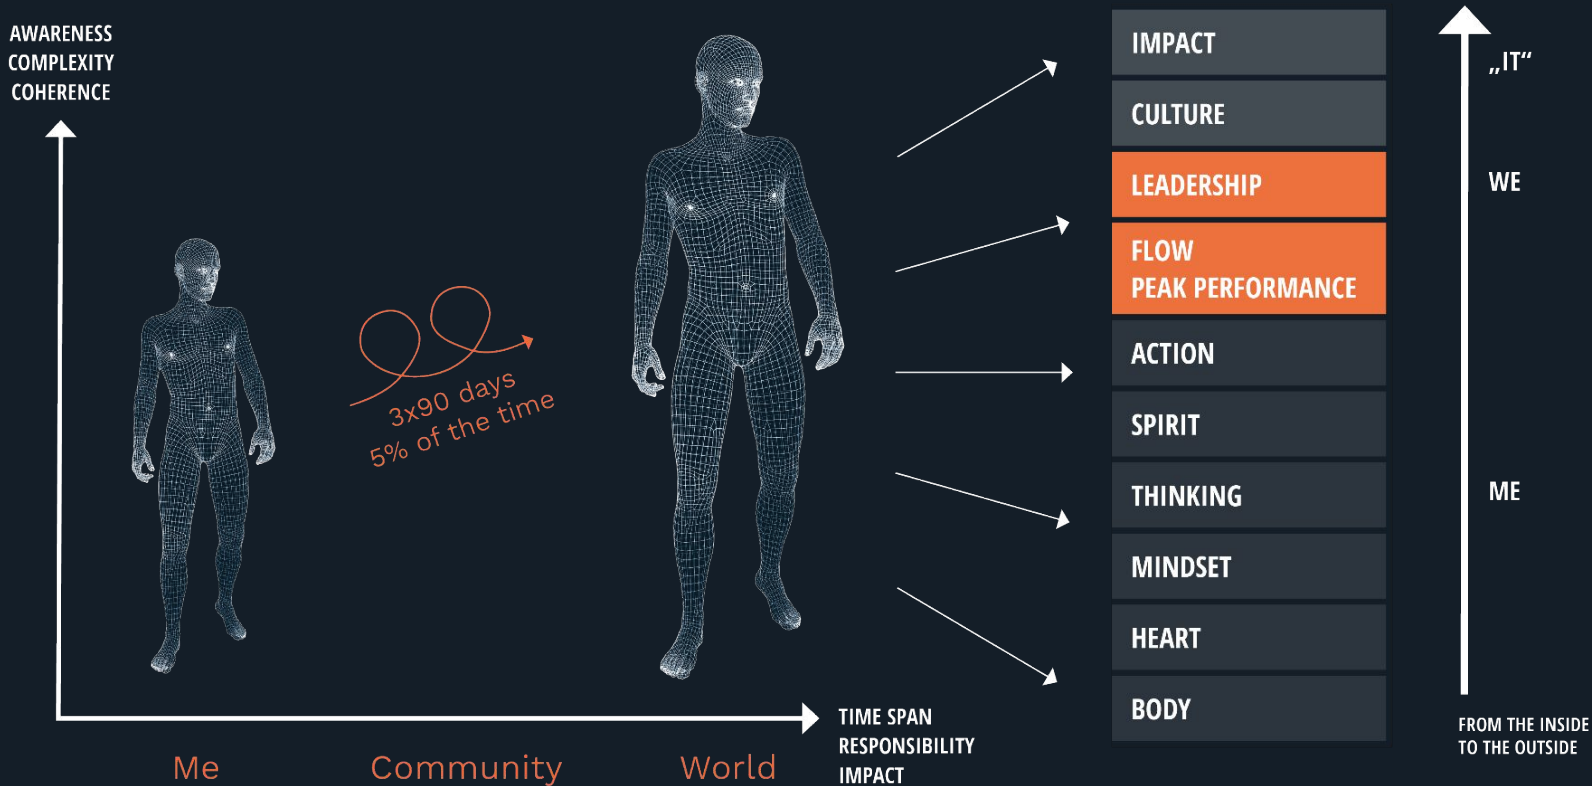 AWARENESS
COMPLEXITY
COHERENCE
3x90 days
5% of the time
Me
Community
World
TIME SPAN
RESPONSIBILITY
IMPACT
IMPACT
CULTURE
LEADERSHIP
FLOW
PEAK PERFORMANCE
ACTION
SPIRIT
THINKING
MINDSET
HEART
BODY
„IT“
WE
ME
FROM THE INSIDE
TO THE OUTSIDE